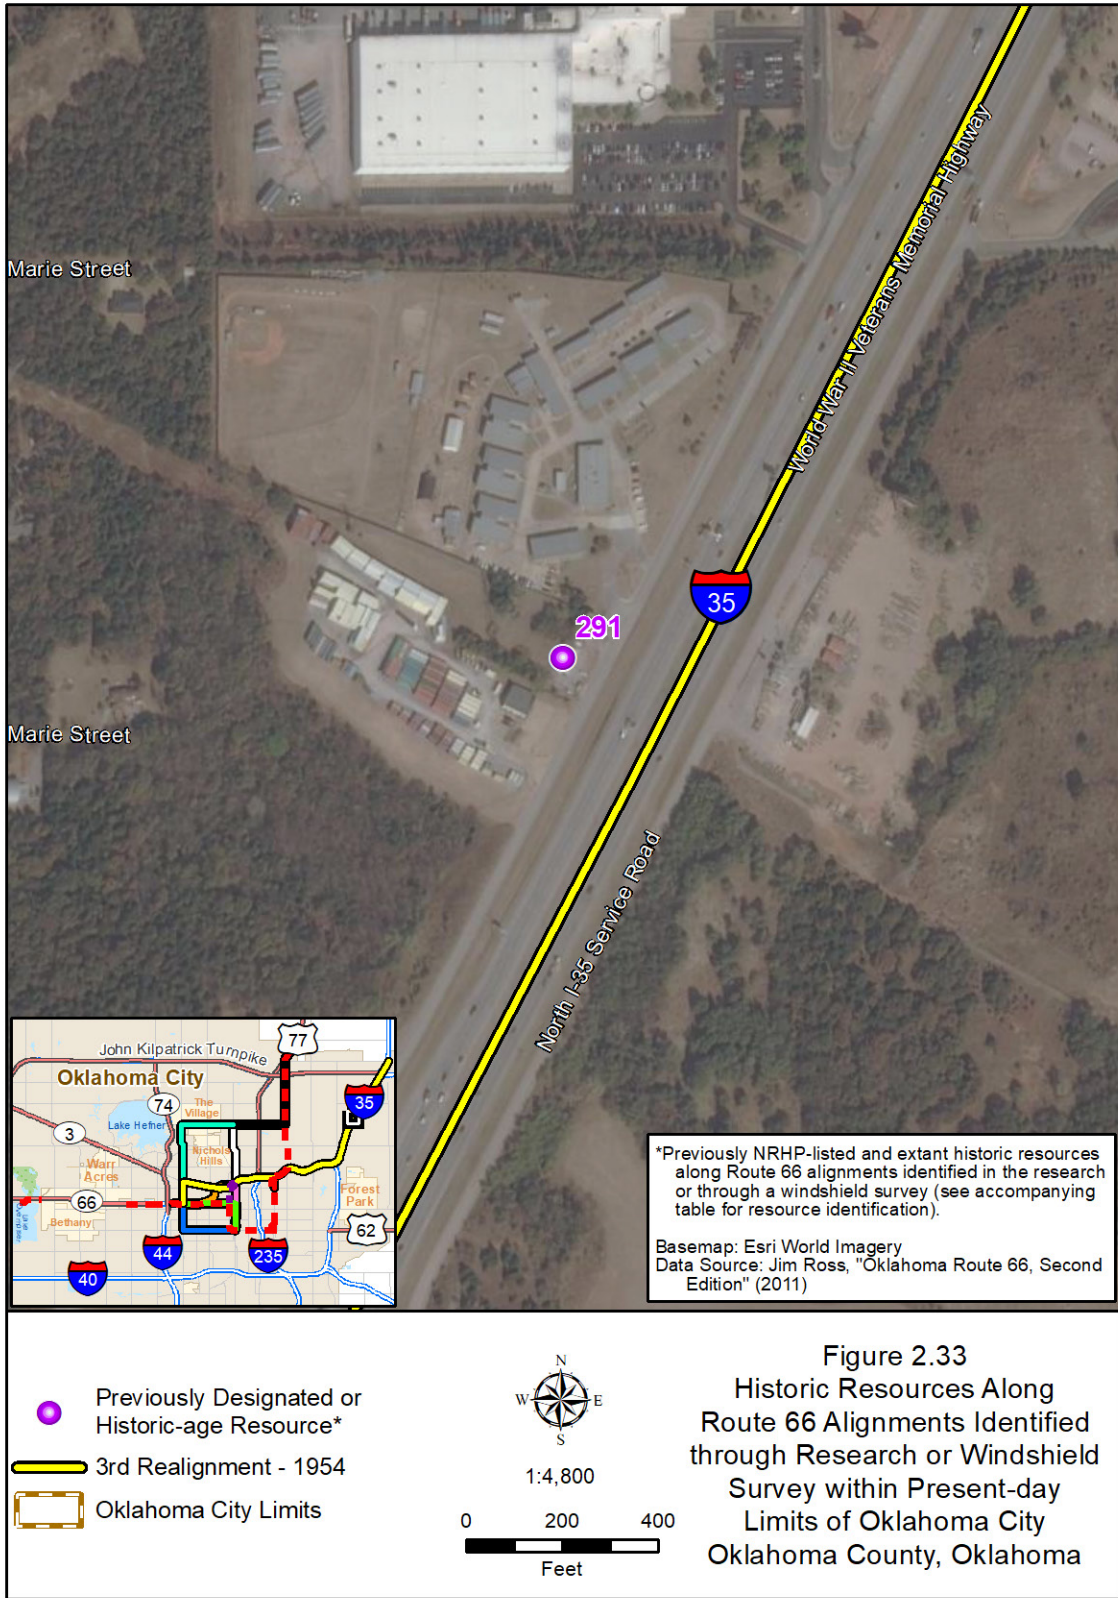 World War II Veterans Memorial Highway
Marie Street
35
291
Marie Street
North I-35 Service Road
77
John Kilpatrick Turnpike
Oklahoma City
35
74
The
Village
Lake Hefner
3
Nichols
Hills
Warr
Acres
66
Forest
Park
Bethany
62
44
235
40
*Previously NRHP-listed and extant historic resources
along Route 66 alignments identified in the research
or through a windshield survey (see accompanying
table for resource identification).
Basemap: Esri World Imagery
Data Source: Jim Ross, "Oklahoma Route 66, Second
Edition" (2011)
Previously Designated or
Historic-age Resource*
3rd Realignment - 1954
Oklahoma City Limits
N
W E
S
1:4,800
0 200 400
Feet
Figure 2.33
Historic Resources Along
Route 66 Alignments Identified
through Research or Windshield
Survey within Present-day
Limits of Oklahoma City
Oklahoma County, Oklahoma